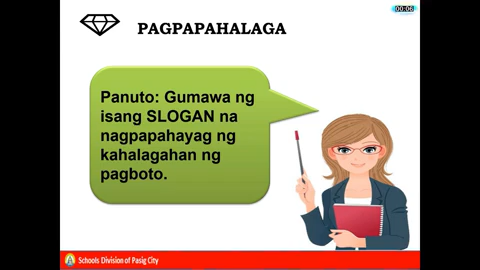 00:06
PAGPAPAHALAGA
Panuto: Gumawa ng
isang SLOGAN na
nagpapahayag ng
kahalagahan ng
pagboto.
Schools Division of Pasig City